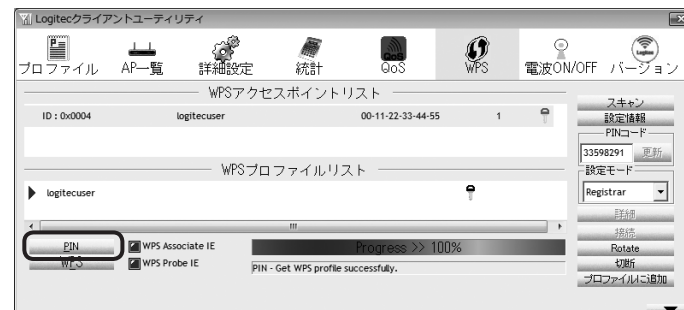 Logitecクライアントユーティリティ
プロファイル AP一覧 詳細設定 統計 QoS WPS 電波ON/OFF バージョン
WPSアクセスポイントリスト
ID : 0x0004 logitecuser 00-11-22-33-44-55 1
WPSプロファイルリスト
logitecuser
スキャン
設定情報
PINコード
33598291 更新
設定モード
Registrar
詳細
接続
Rotate
切断
プロファイルに追加
PIN WPS Associate IE Progress >> 100%
WPS WPS Probe IE PIN - Get WPS profile successfully.